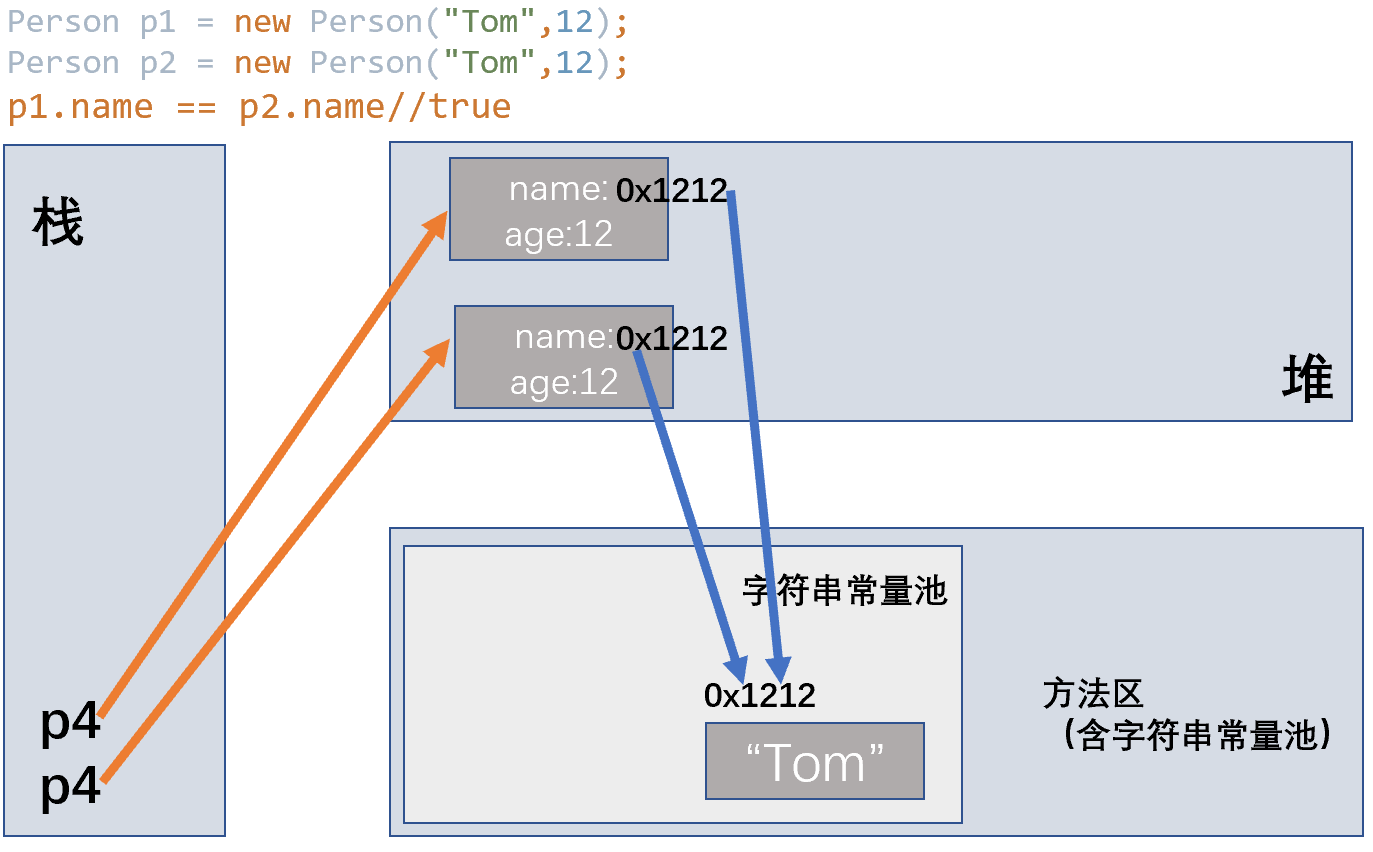 Person p1 = new Person("Tom",12);
Person p2 = new Person("Tom",12);
p1.name == p2.name//true
栈
name: 0x1212
age:12
name:0x1212
age:12
堆
字符串常量池
0x1212
“Tom”
方法区
（含字符串常量池）
p4
p4